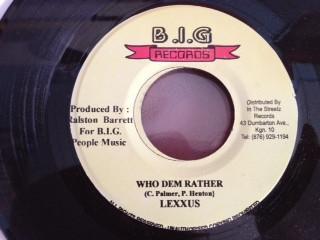 B.I.G
RECORDS
Produced By :
Ralston Barrett
For B.I.G.
People Music
Distributed By
In The Streetz
Records
43 Dumbarton Ave,
Kgn. 10
Tel: (876) 929-1194
WHO DEM RATHER
(C. Palmer, P. Henton)
LEXXUS